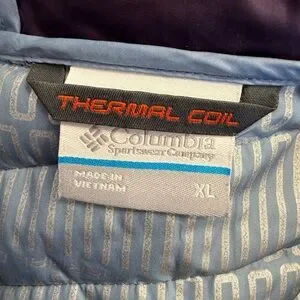 THERMAL COIL
Columbia
Sportswear Company
MADE IN
VIETNAM
XL